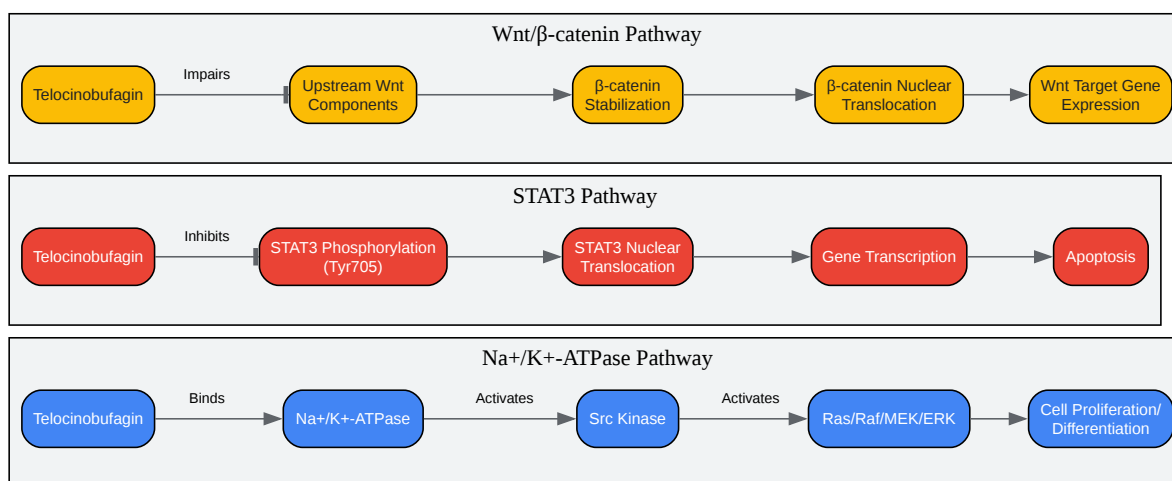 Wnt/β-catenin Pathway
Telocinobufagin
Impairs
Upstream Wnt
Components
β-catenin
Stabilization
β-catenin Nuclear
Translocation
Wnt Target Gene
Expression
STAT3 Pathway
Telocinobufagin
Inhibits
STAT3 Phosphorylation
(Tyr705)
STAT3 Nuclear
Translocation
Gene Transcription
Apoptosis
Na+/K+-ATPase Pathway
Telocinobufagin
Binds
Na+/K+-ATPase
Activates
Src Kinase
Activates
Ras/Raf/MEK/ERK
Cell Proliferation/
Differentiation